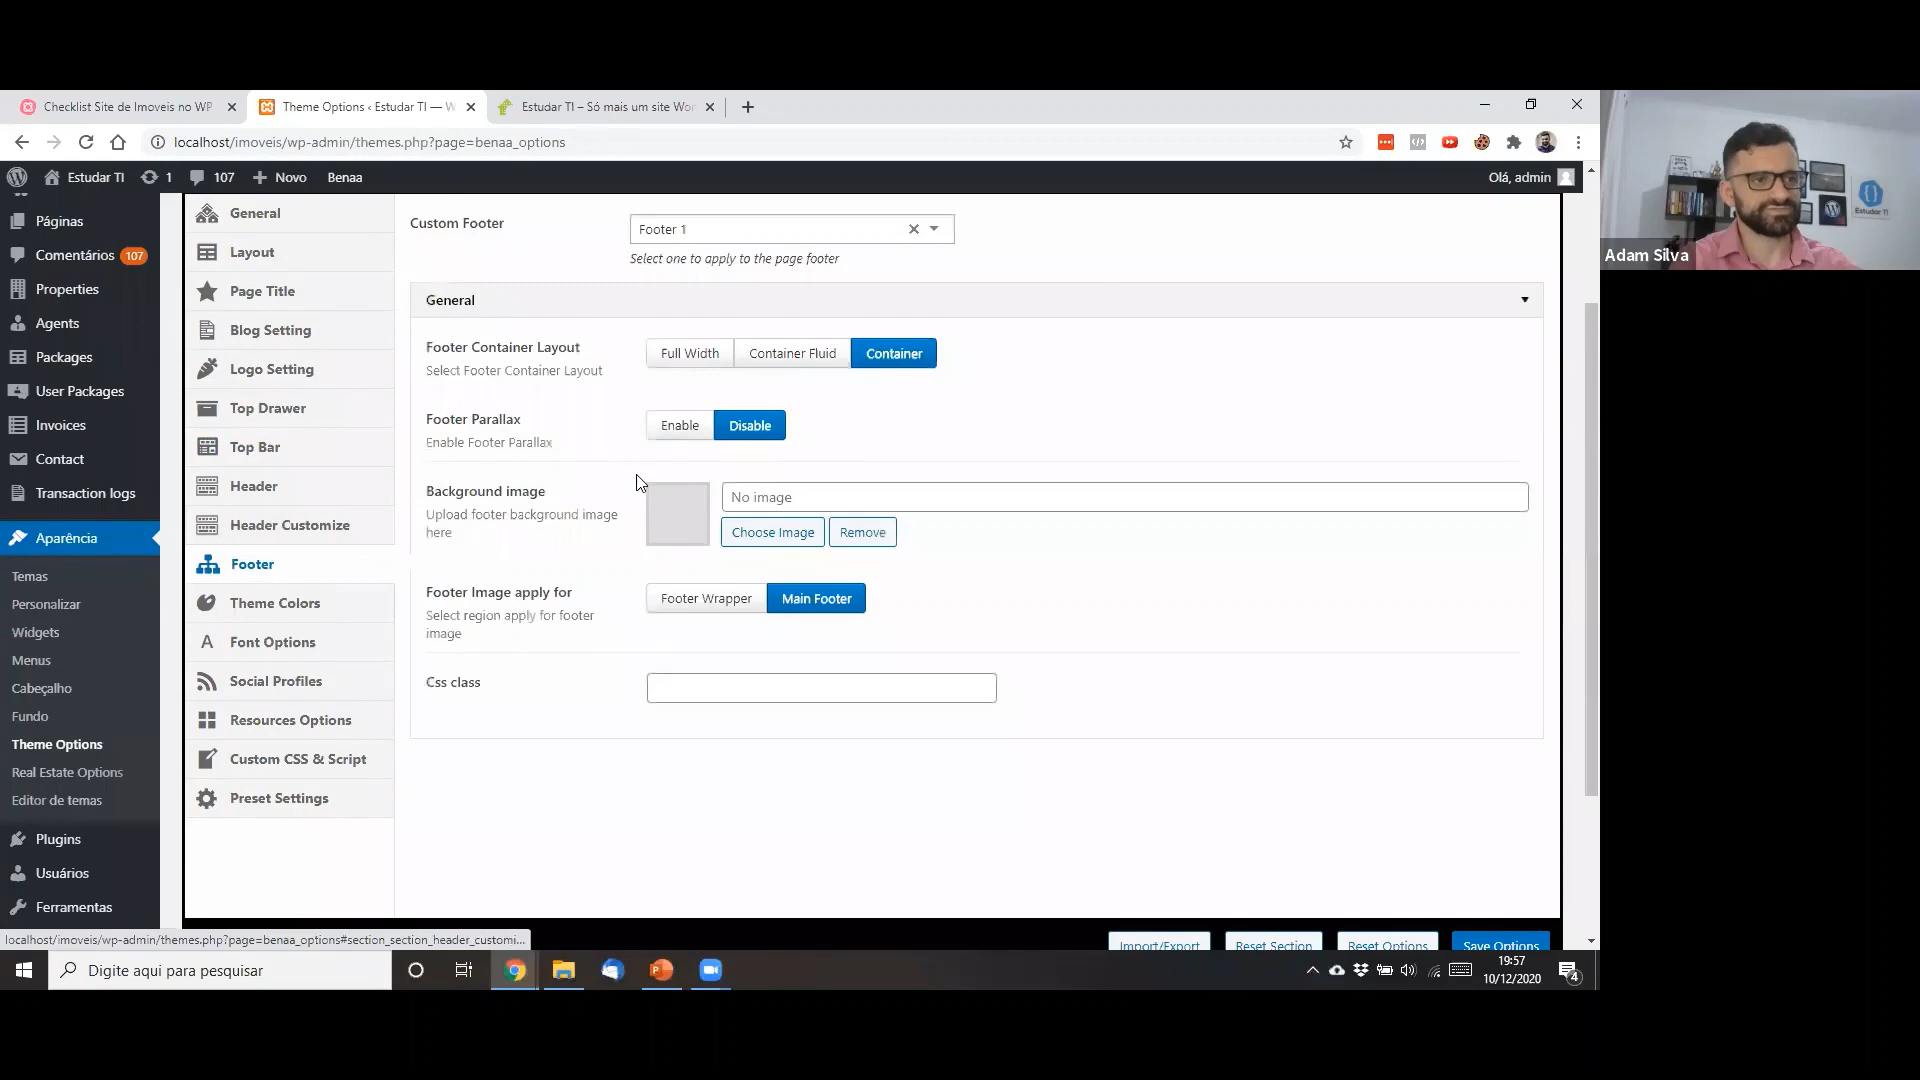 Checklist Site de Imoveis no WP
Theme Options ‹ Estudar TI — W
Estudar TI – Só mais um site Wor
localhost/imoveis/wp-admin/themes.php?page=benaa_options
Estudar TI
1
107
Novo
Benaa
Olá, admin
Páginas
Comentários 107
Properties
Agents
Packages
User Packages
Invoices
Contact
Transaction logs
Aparência
Temas
Personalizar
Widgets
Menus
Cabeçalho
Fundo
Theme Options
Real Estate Options
Editor de temas
Plugins
Usuários
Ferramentas
General
Layout
Page Title
Blog Setting
Logo Setting
Top Drawer
Top Bar
Header
Header Customize
Footer
Theme Colors
Font Options
Social Profiles
Resources Options
Custom CSS & Script
Preset Settings
Custom Footer
Footer 1
Select one to apply to the page footer
General
Footer Container Layout
Select Footer Container Layout
Full Width
Container Fluid
Container
Footer Parallax
Enable Footer Parallax
Enable
Disable
Background image
Upload footer background image
here
No image
Choose Image
Remove
Footer Image apply for
Select region apply for footer
image
Footer Wrapper
Main Footer
Css class
Import/Export
Reset Section
Reset Options
Save Options
localhost/imoveis/wp-admin/themes.php?page=benaa_options#section_section_header_customi...
Digite aqui para pesquisar
19:57
10/12/2020
4
Estudar TI
Adam Silva